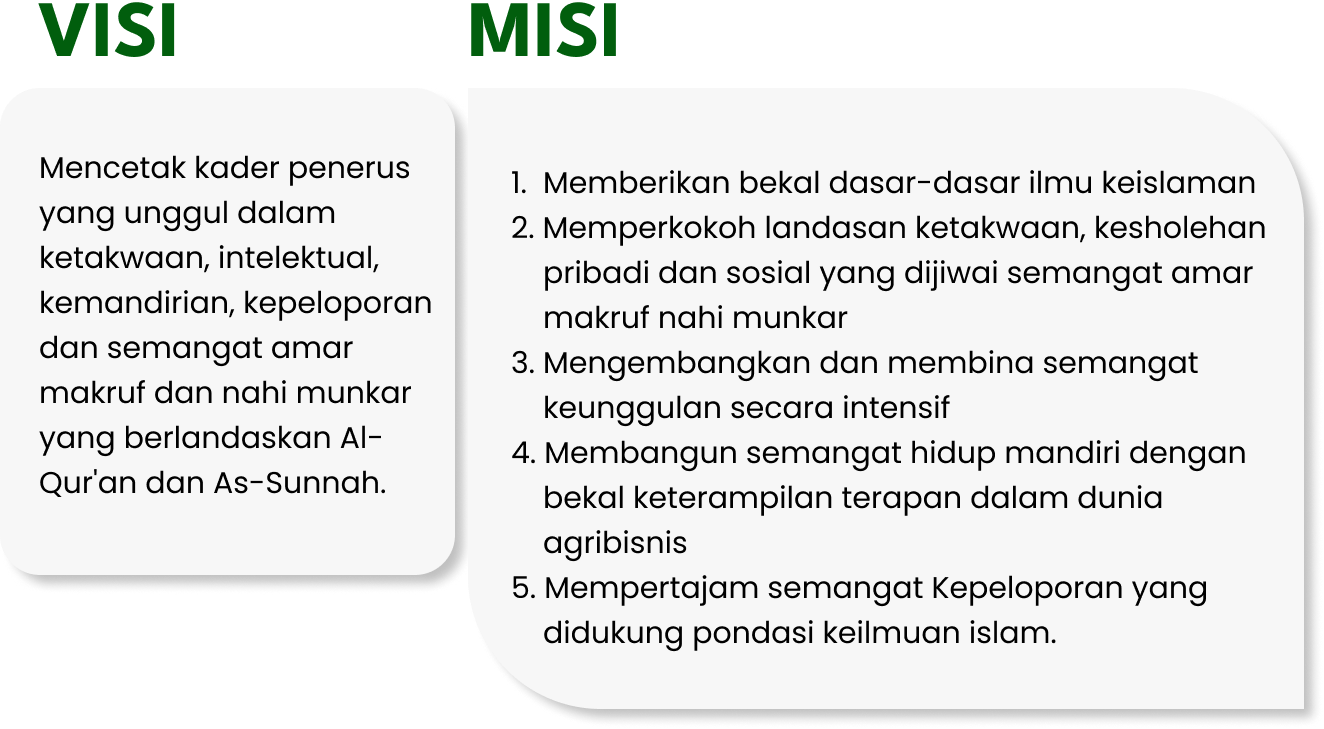 VISI
Mencetak kader penerus
yang unggul dalam
ketakwaan, intelektual,
kemandirian, kepeloporan
dan semangat amar
makruf dan nahi munkar
yang berlandaskan Al-
Qur'an dan As-Sunnah.
MISI
1. Memberikan bekal dasar-dasar ilmu keislaman
2. Memperkokoh landasan ketakwaan, kesholehan
pribadi dan sosial yang dijiwai semangat amar
makruf nahi munkar
3. Mengembangkan dan membina semangat
keunggulan secara intensif
4. Membangun semangat hidup mandiri dengan
bekal keterampilan terapan dalam dunia
agribisnis
5. Mempertajam semangat Kepeloporan yang
didukung pondasi keilmuan islam.